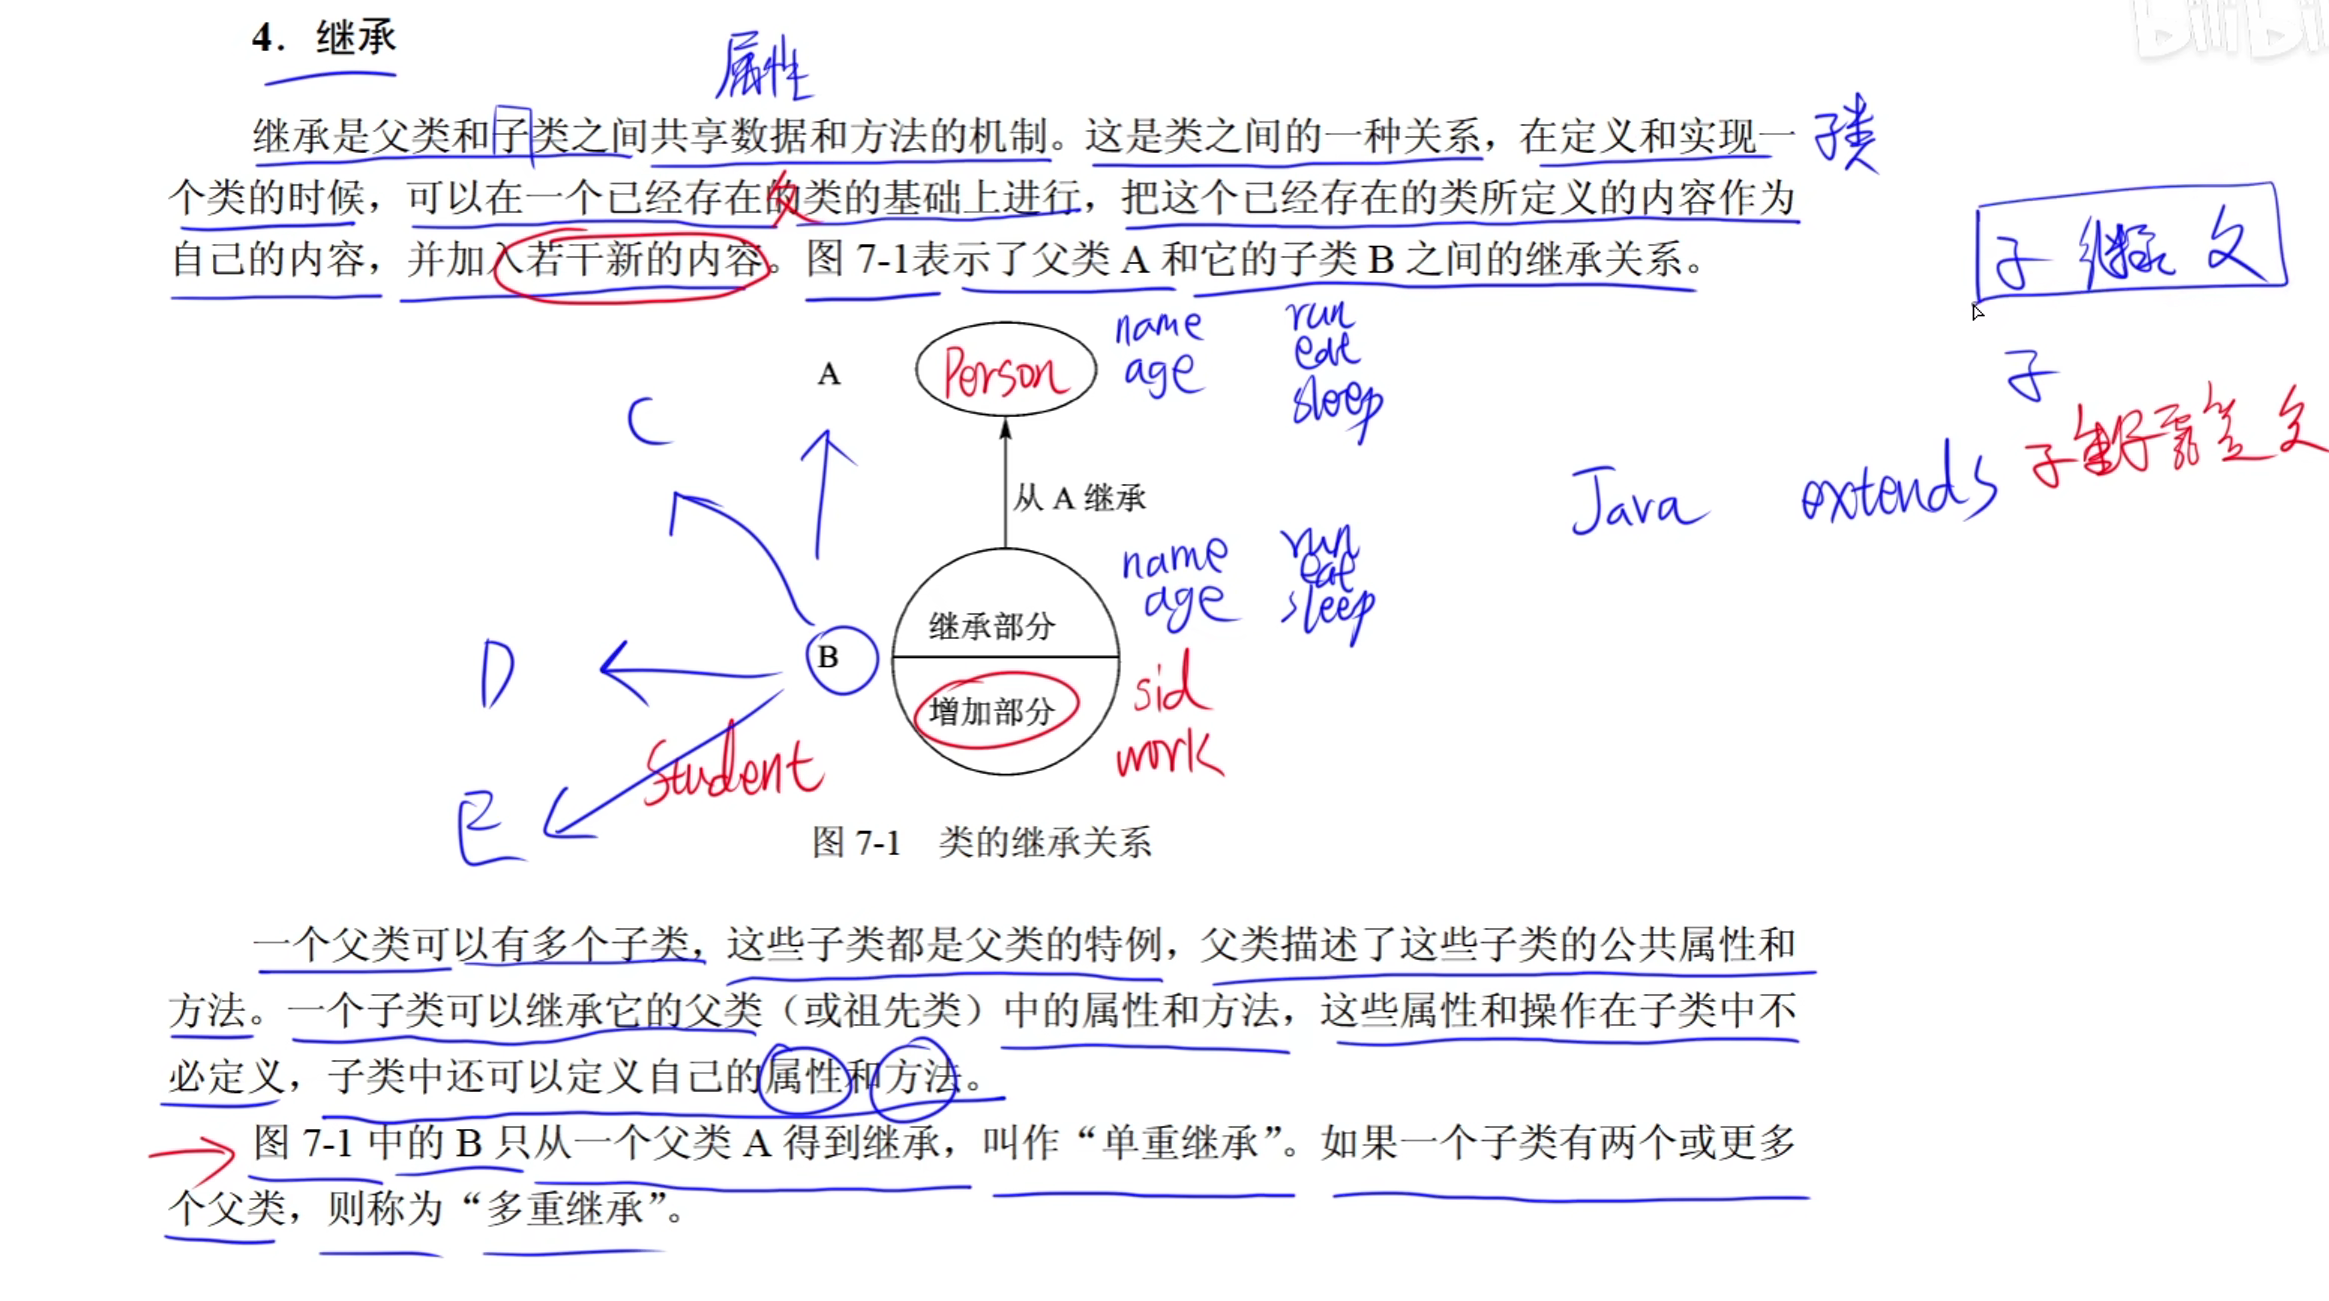 4. 继承
属性
继承是父类和子类之间共享数据和方法的机制。这是类之间的一种关系，在定义和实现一
子类
个类的时候，可以在一个已经存在的类的基础上进行，把这个已经存在的类所定义的内容作为
父
自己的内容，并加入若干新的内容。图 7-1表示了父类 A 和它的子类 B 之间的继承关系。
子 继承 父
name run
A Person age eat
sleep
子
C
Java extends
从 A 继承
name run
age eat
sleep
继承部分
B
D
增加部分
sid
Student work
E
图 7-1 类的继承关系
一个父类可以有多个子类，这些子类都是父类的特例，父类描述了这些子类的公共属性和
方法。一个子类可以继承它的父类（或祖先类）中的属性和方法，这些属性和操作在子类中不
必定义，子类中还可以定义自己的属性和方法。
图 7-1 中的 B 只从一个父类 A 得到继承，叫作“单重继承”。如果一个子类有两个或更多
个父类，则称为“多重继承”。
bilibili